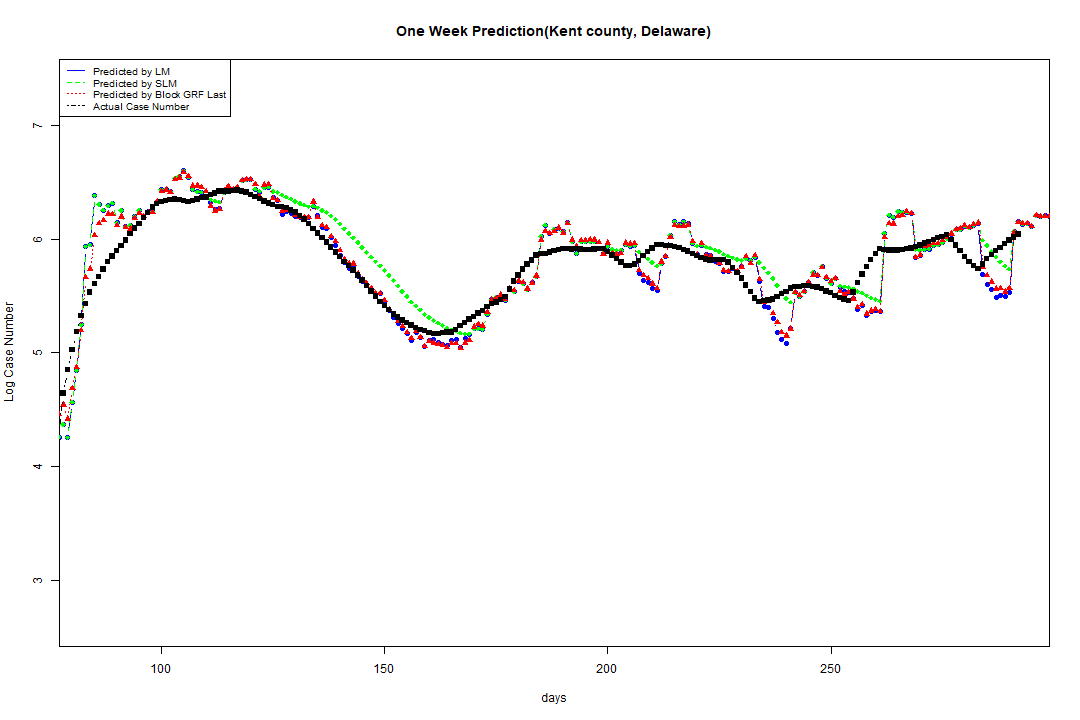 One Week Prediction(Kent county, Delaware)
Predicted by LM
Predicted by SLM
Predicted by Block GRF Last
Actual Case Number
7
6
5
4
3
Log Case Number
100 150 200 250
days